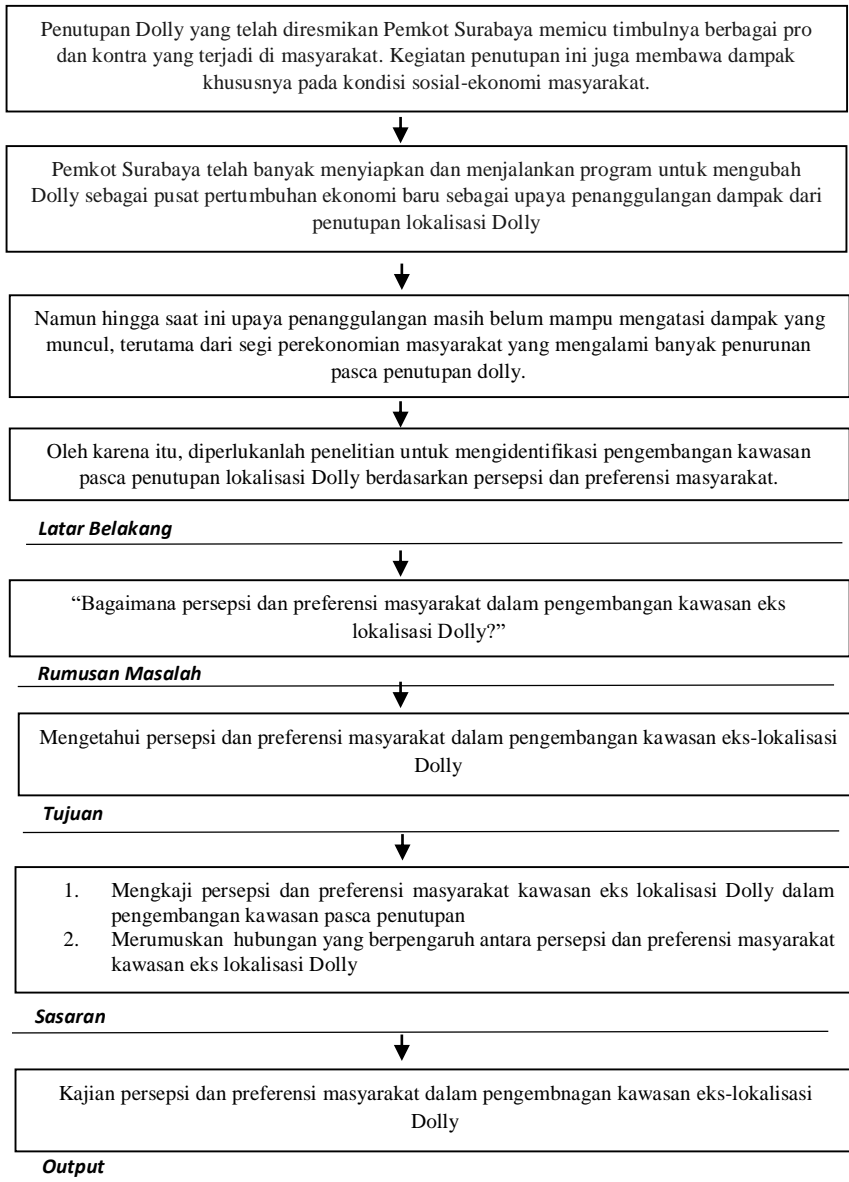 Penutupan Dolly yang telah diresmikan Pemkot Surabaya memicu timbulnya berbagai pro
dan kontra yang terjadi di masyarakat. Kegiatan penutupan ini juga membawa dampak
khususnya pada kondisi sosial-ekonomi masyarakat.
Pemkot Surabaya telah banyak menyiapkan dan menjalankan program untuk mengubah
Dolly sebagai pusat pertumbuhan ekonomi baru sebagai upaya penanggulangan dampak dari
penutupan lokalisasi Dolly
Namun hingga saat ini upaya penanggulangan masih belum mampu mengatasi dampak yang
muncul, terutama dari segi perekonomian masyarakat yang mengalami banyak penurunan
pasca penutupan dolly.
Oleh karena itu, diperlukanlah penelitian untuk mengidentifikasi pengembangan kawasan
pasca penutupan lokalisasi Dolly berdasarkan persepsi dan preferensi masyarakat.
Latar Belakang
“Bagaimana persepsi dan preferensi masyarakat dalam pengembangan kawasan eks
lokalisasi Dolly?”
Rumusan Masalah
Mengetahui persepsi dan preferensi masyarakat dalam pengembangan kawasan eks-lokalisasi
Dolly
Tujuan
1. Mengkaji persepsi dan preferensi masyarakat kawasan eks lokalisasi Dolly dalam
pengembangan kawasan pasca penutupan
2. Merumuskan hubungan yang berpengaruh antara persepsi dan preferensi masyarakat
kawasan eks lokalisasi Dolly
Sasaran
Kajian persepsi dan preferensi masyarakat dalam pengembnagan kawasan eks-lokalisasi
Dolly
Output